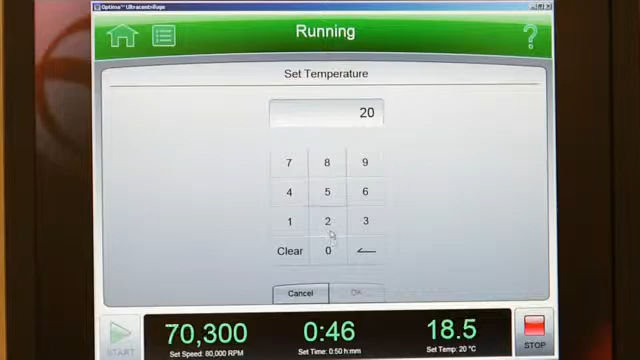 Optima™ Ultracentrifuge
Running
?
Set Temperature
20
7 8 9
4 5 6
1 2 3
Clear 0
Cancel OK
70,300 0:46 18.5
START Set Speed: 80,000 RPM Set Time: 0:50 h:mm Set Temp: 20 °C STOP